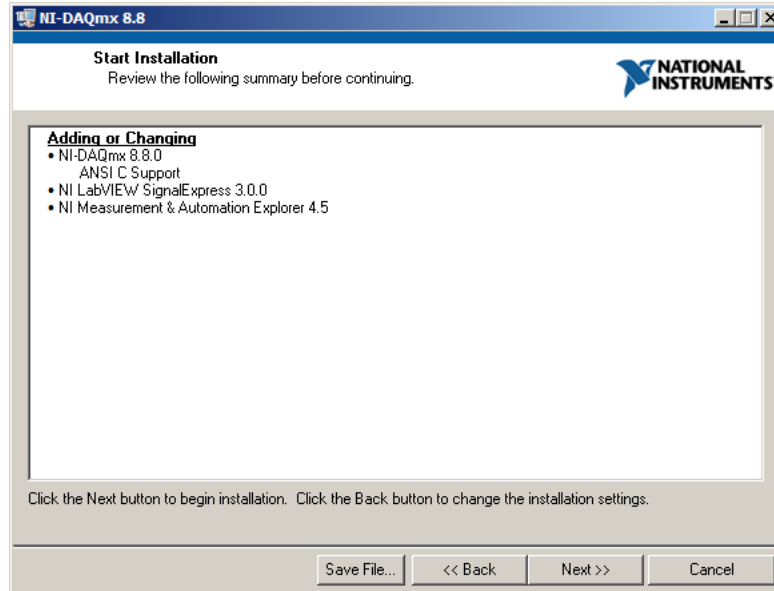 NI-DAQmx 8.8
Start Installation
Review the following summary before continuing.
NATIONAL
INSTRUMENTS
Adding or Changing
• NI-DAQmx 8.8.0
ANSI C Support
• NI LabVIEW SignalExpress 3.0.0
• NI Measurement & Automation Explorer 4.5
Click the Next button to begin installation.  Click the Back button to change the installation settings.
Save File...
<< Back
Next >>
Cancel